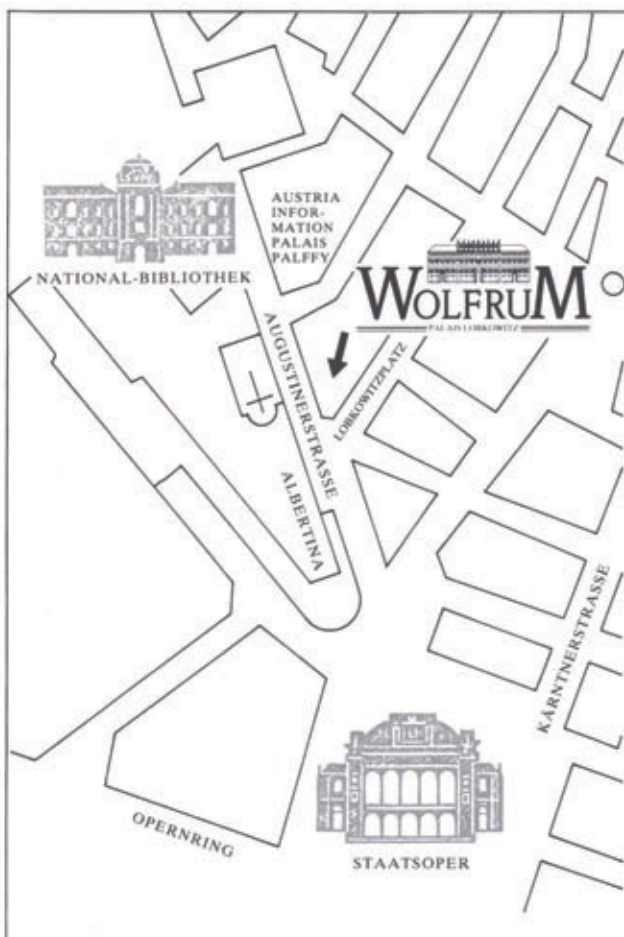 AUSTRIA
INFOR-
MATION
PALAIS
PALFFY
NATIONAL-BIBLIOTHEK
WOLFRUM
PALAIS LOBKOWITZ
AUGUSTINERSTRASSE
LOBKOWITZPLATZ
ALBERTINA
KÄRNTNERSTRASSE
OPERNRING
STAATSOPER